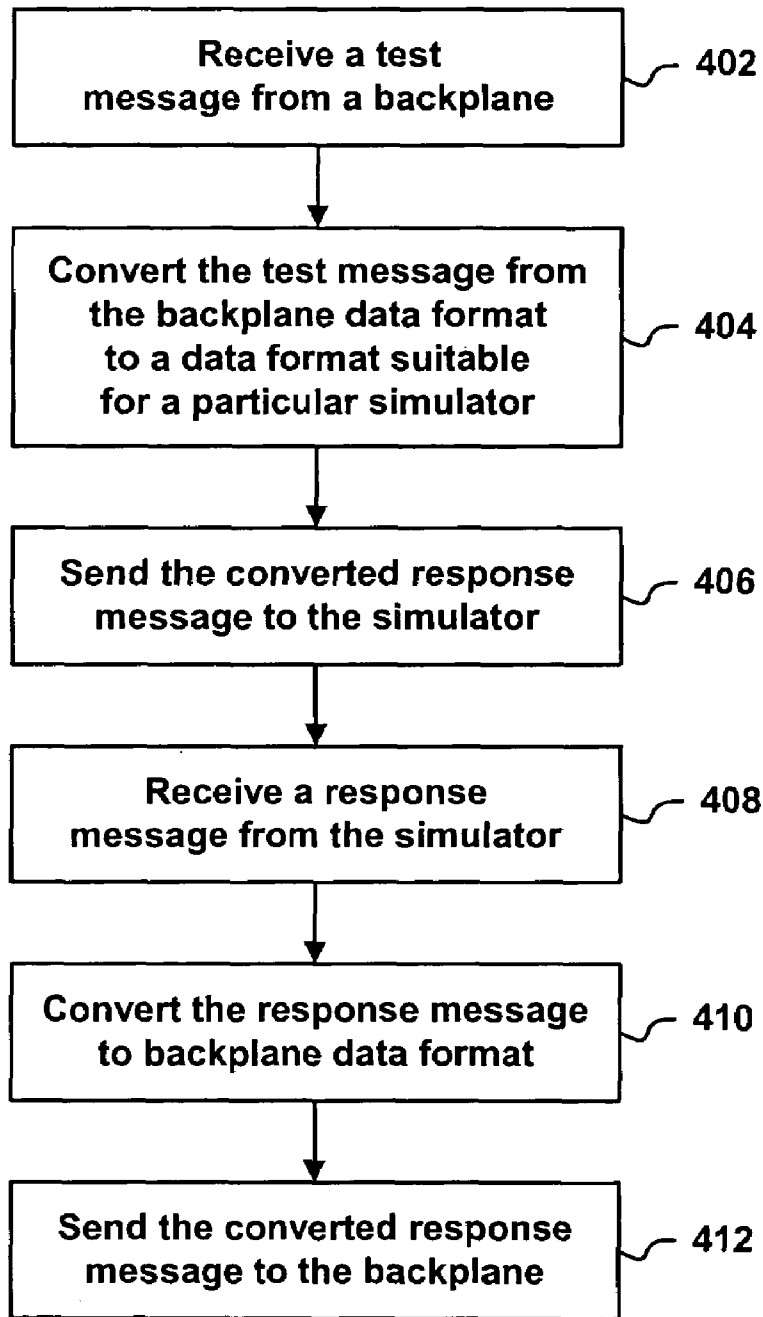 Receive a test
message from a backplane
402
Convert the test message from
the backplane data format
to a data format suitable
for a particular simulator
404
Send the converted response
message to the simulator
406
Receive a response
message from the simulator
408
Convert the response message
to backplane data format
410
Send the converted response
message to the backplane
412